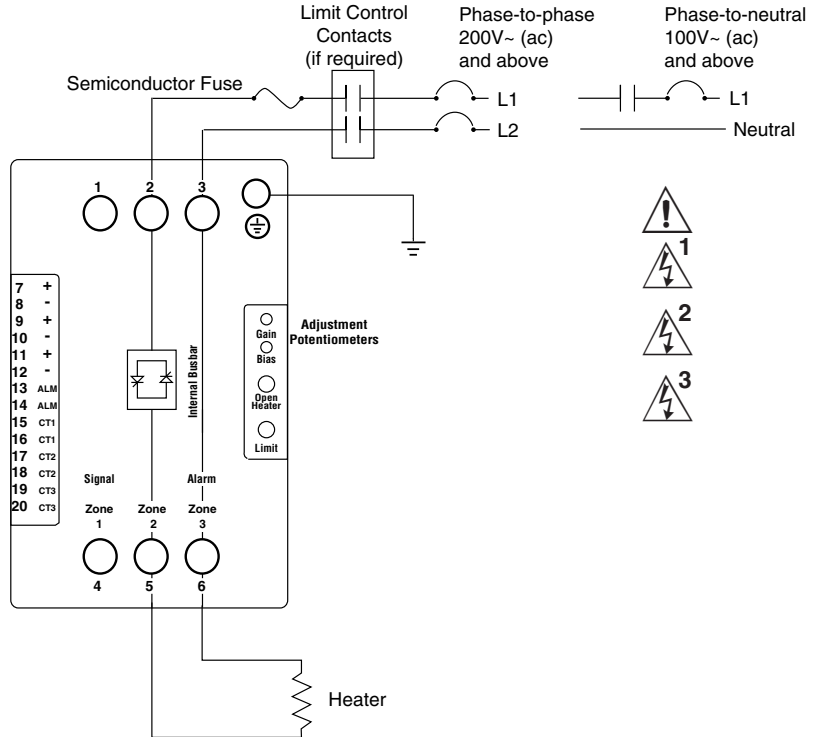 Limit Control
Contacts
(if required)
Phase-to-phase
200V~ (ac)
and above
Phase-to-neutral
100V~ (ac)
and above
Semiconductor Fuse
L1
L1
L2
Neutral
1
2
3
7 +
8 -
9 +
10 -
11 +
12 -
13 ALM
14 ALM
15 CT1
16 CT1
17 CT2
18 CT2
19 CT3
20 CT3
Internal Busbar
Gain
Bias
Open
Heater
Limit
Adjustment
Potentiometers
Signal
Alarm
Zone
1
Zone
2
Zone
3
4
5
6
Heater
!
1
2
3